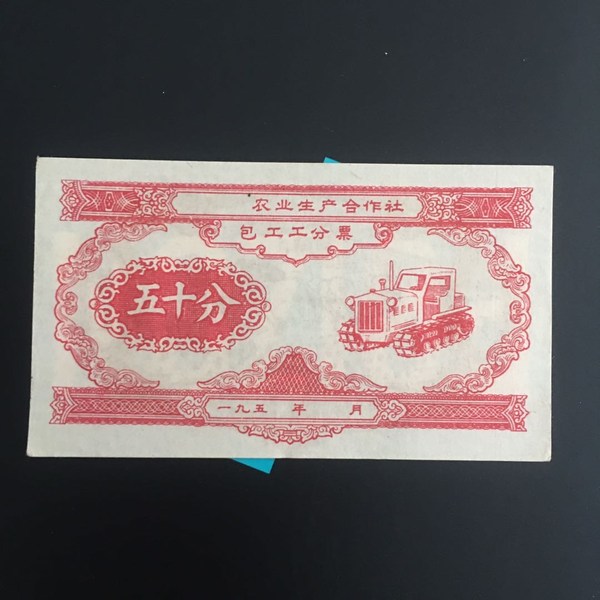 农业生产合作社
包工工分票
五十分
一九五 年 月